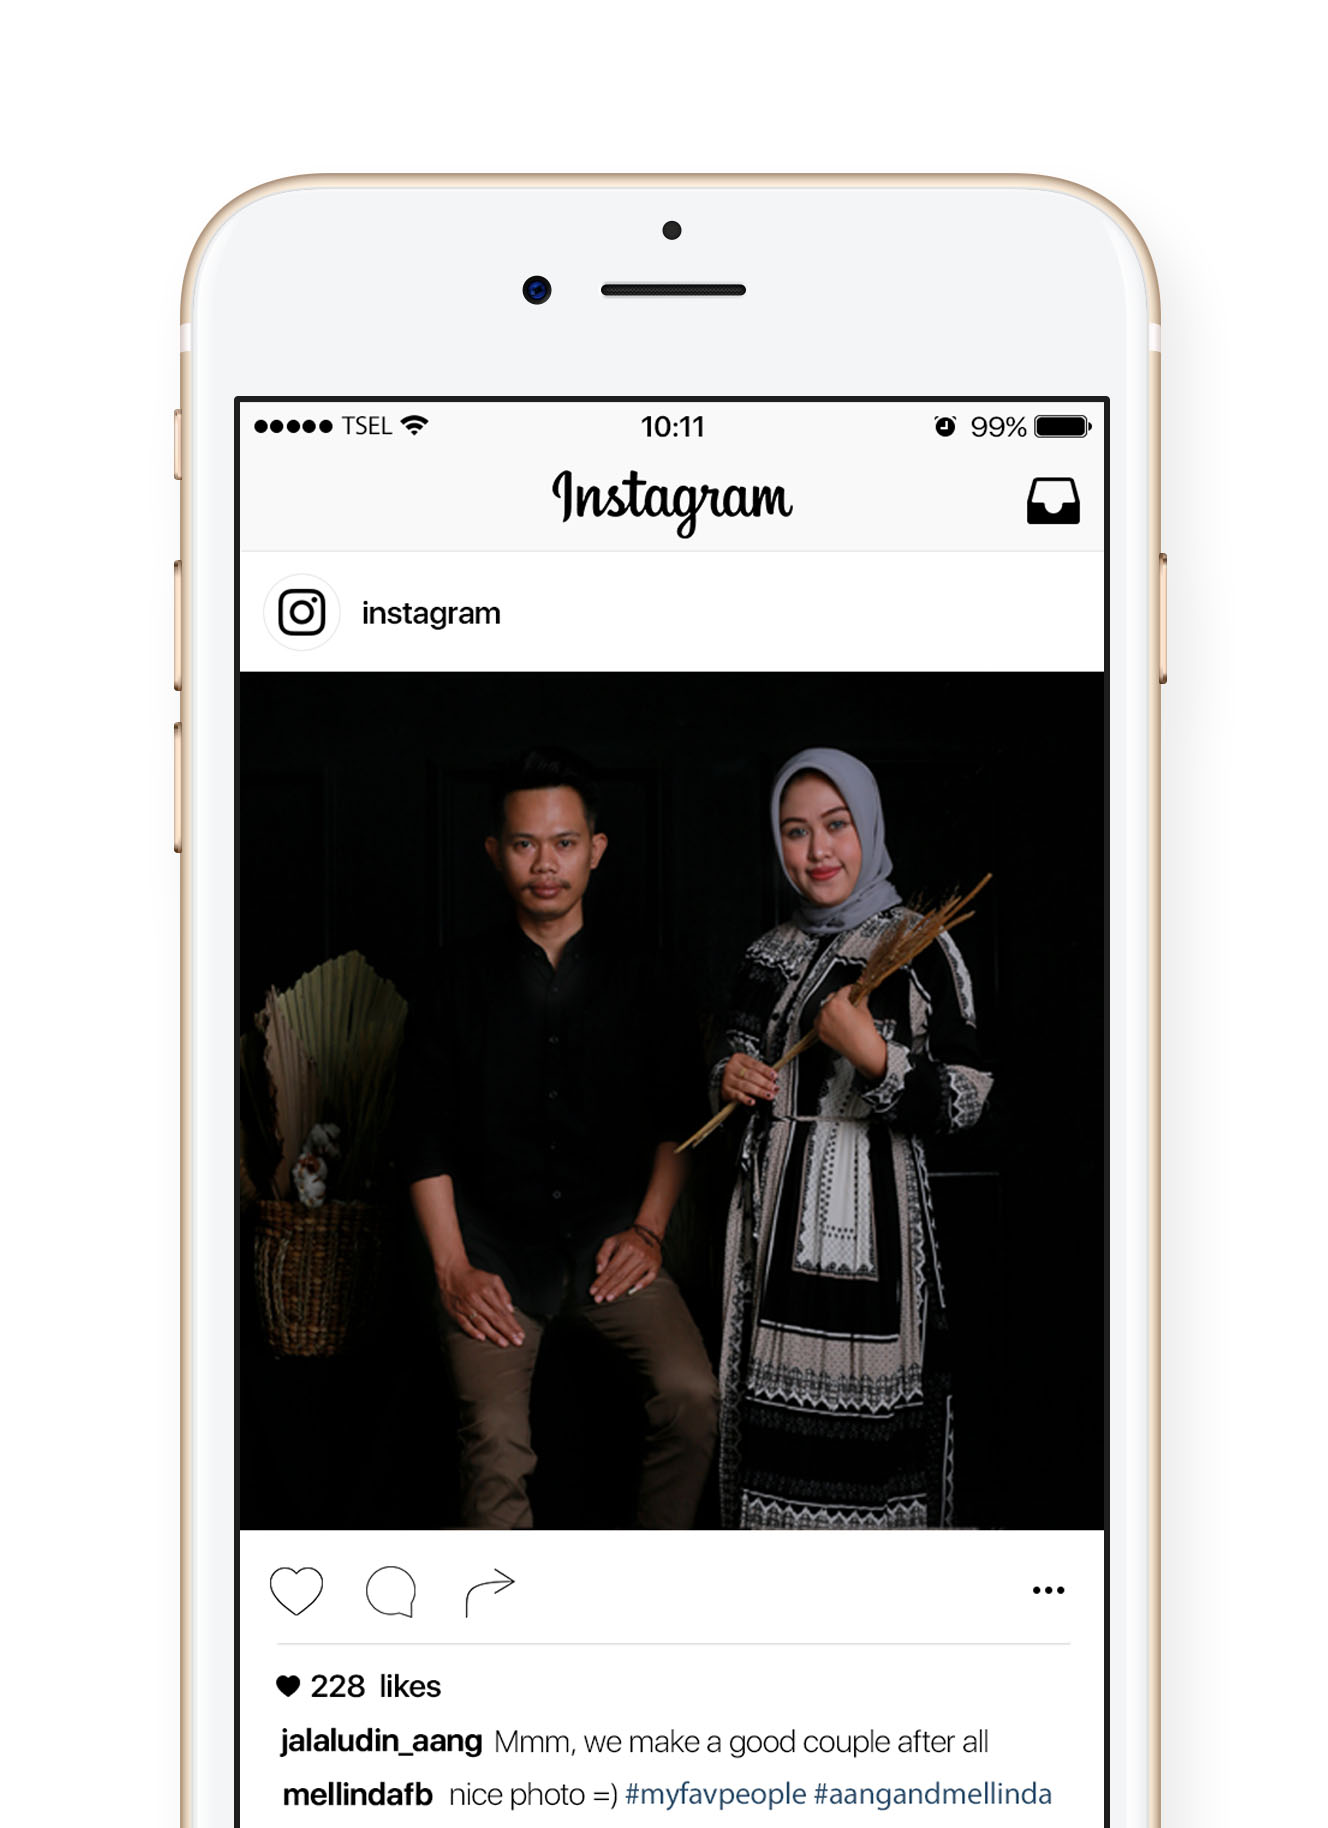 TSEL 10:11 99%
Instagram
instagram
228 likes
jalaludin_aang Mmm, we make a good couple after all
mellindafb nice photo =) #myfavpeople #aangandmellinda